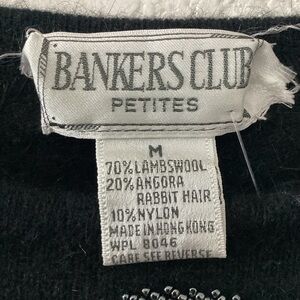 BANKERS CLUB
PETITES
M
70% LAMBSWOOL
20% ANGORA
RABBIT HAIR
10% NYLON
MADE IN HONG KONG
WPL 8046
CARE SEE REVERSE